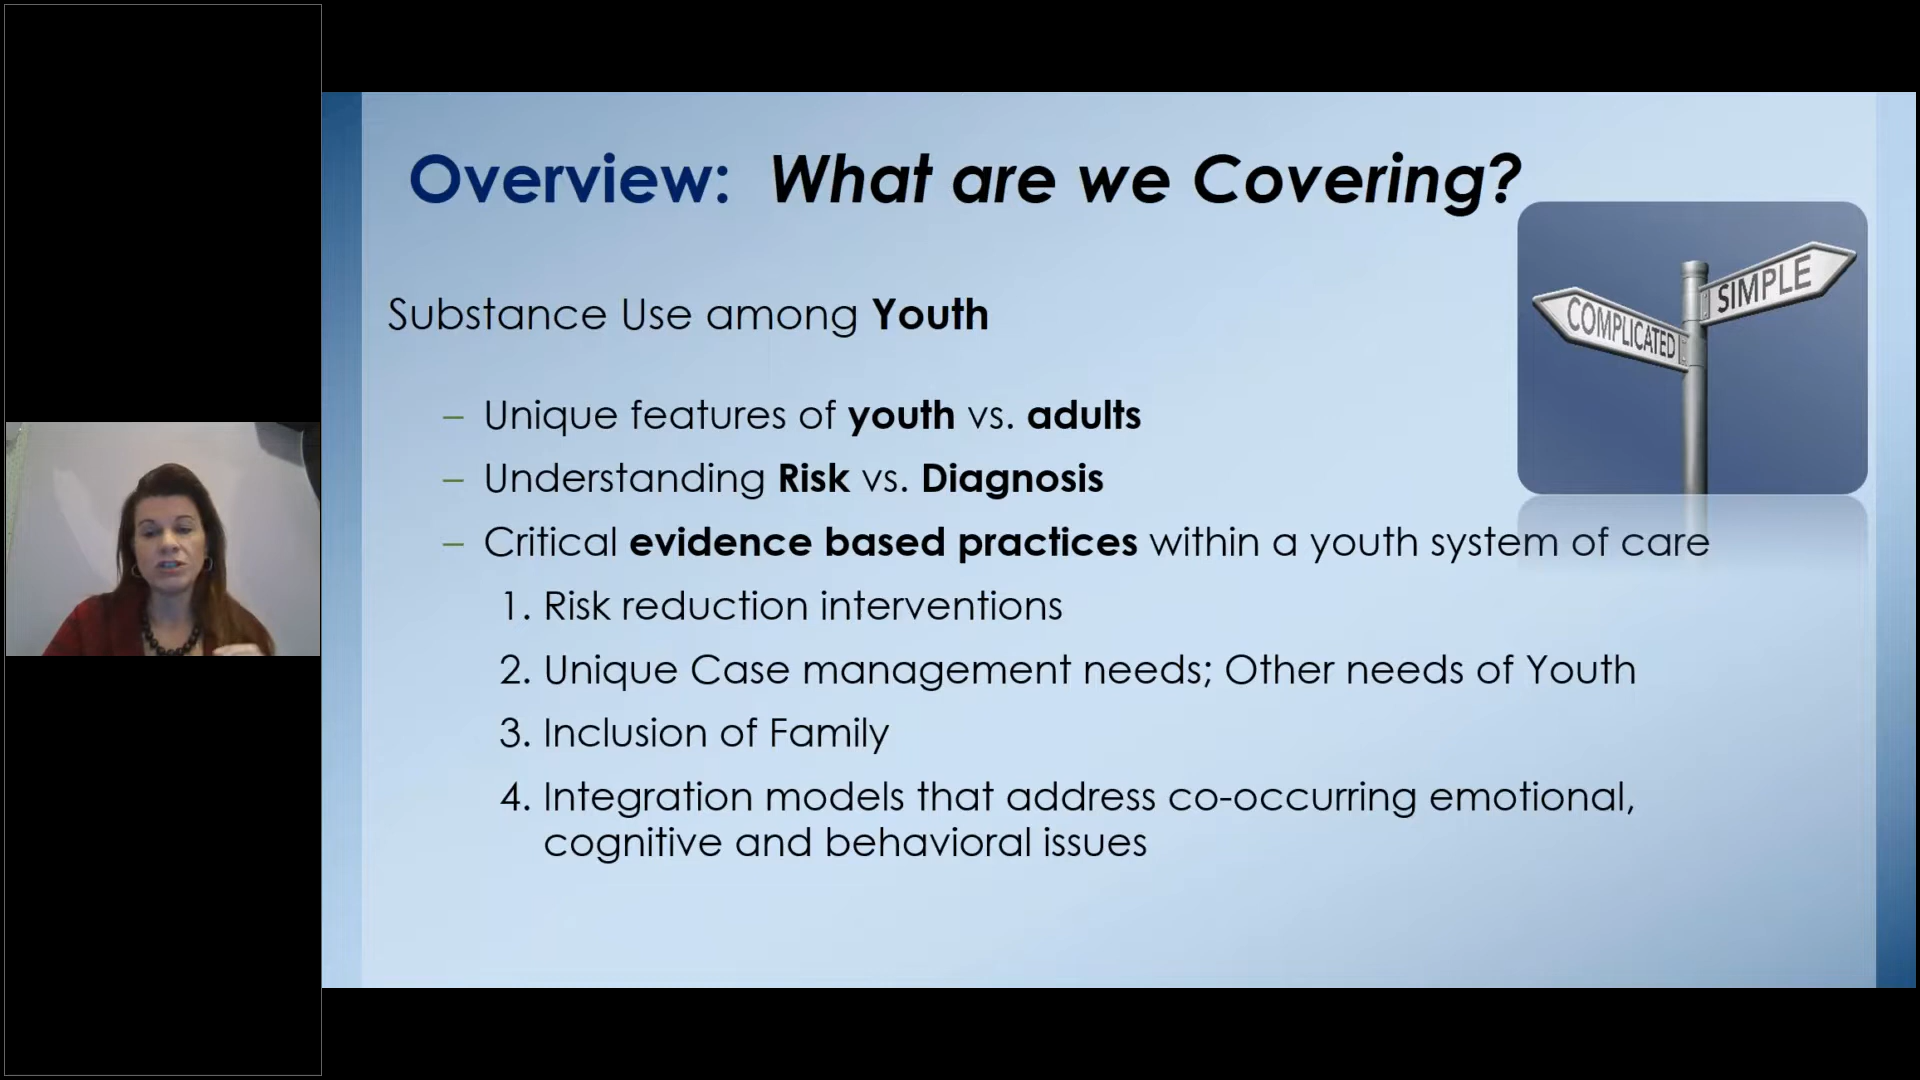 Overview: What are we Covering?
COMPLICATED
SIMPLE
Substance Use among Youth
– Unique features of youth vs. adults
– Understanding Risk vs. Diagnosis
– Critical evidence based practices within a youth system of care
1. Risk reduction interventions
2. Unique Case management needs; Other needs of Youth
3. Inclusion of Family
4. Integration models that address co-occurring emotional,
cognitive and behavioral issues